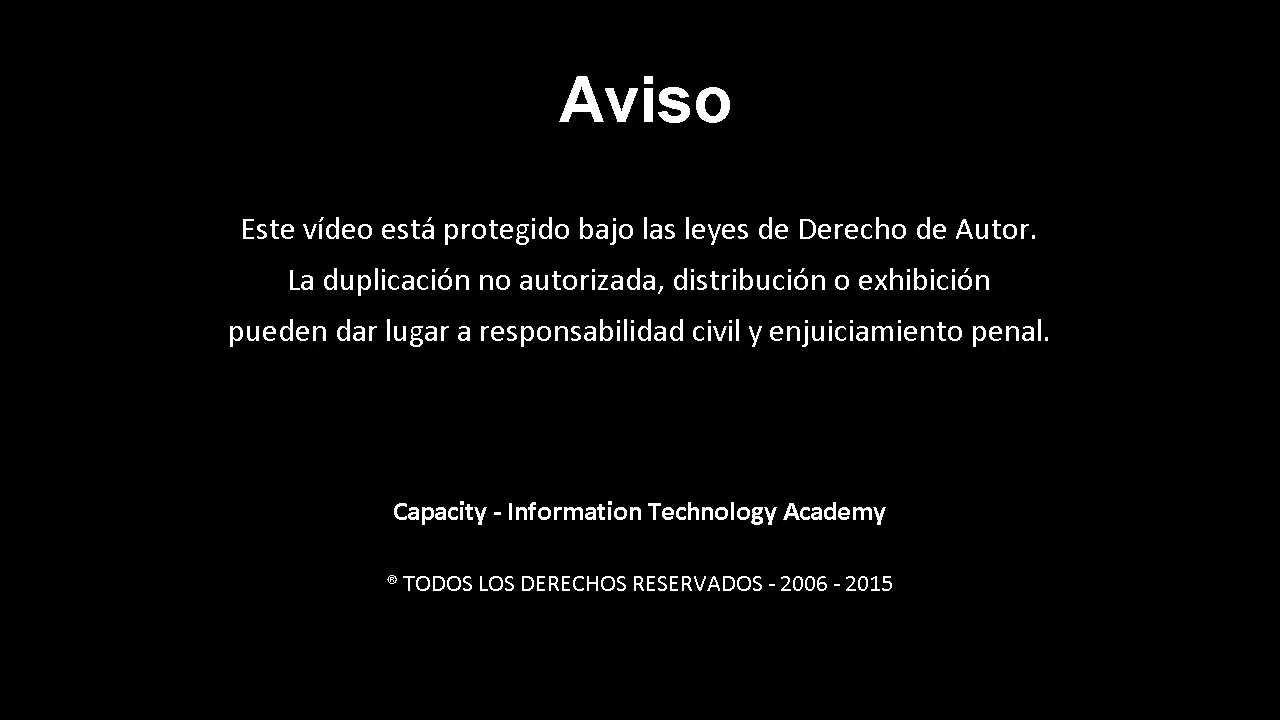 Aviso
Este vídeo está protegido bajo las leyes de Derecho de Autor.
La duplicación no autorizada, distribución o exhibición
pueden dar lugar a responsabilidad civil y enjuiciamiento penal.
Capacity - Information Technology Academy
® TODOS LOS DERECHOS RESERVADOS - 2006 - 2015